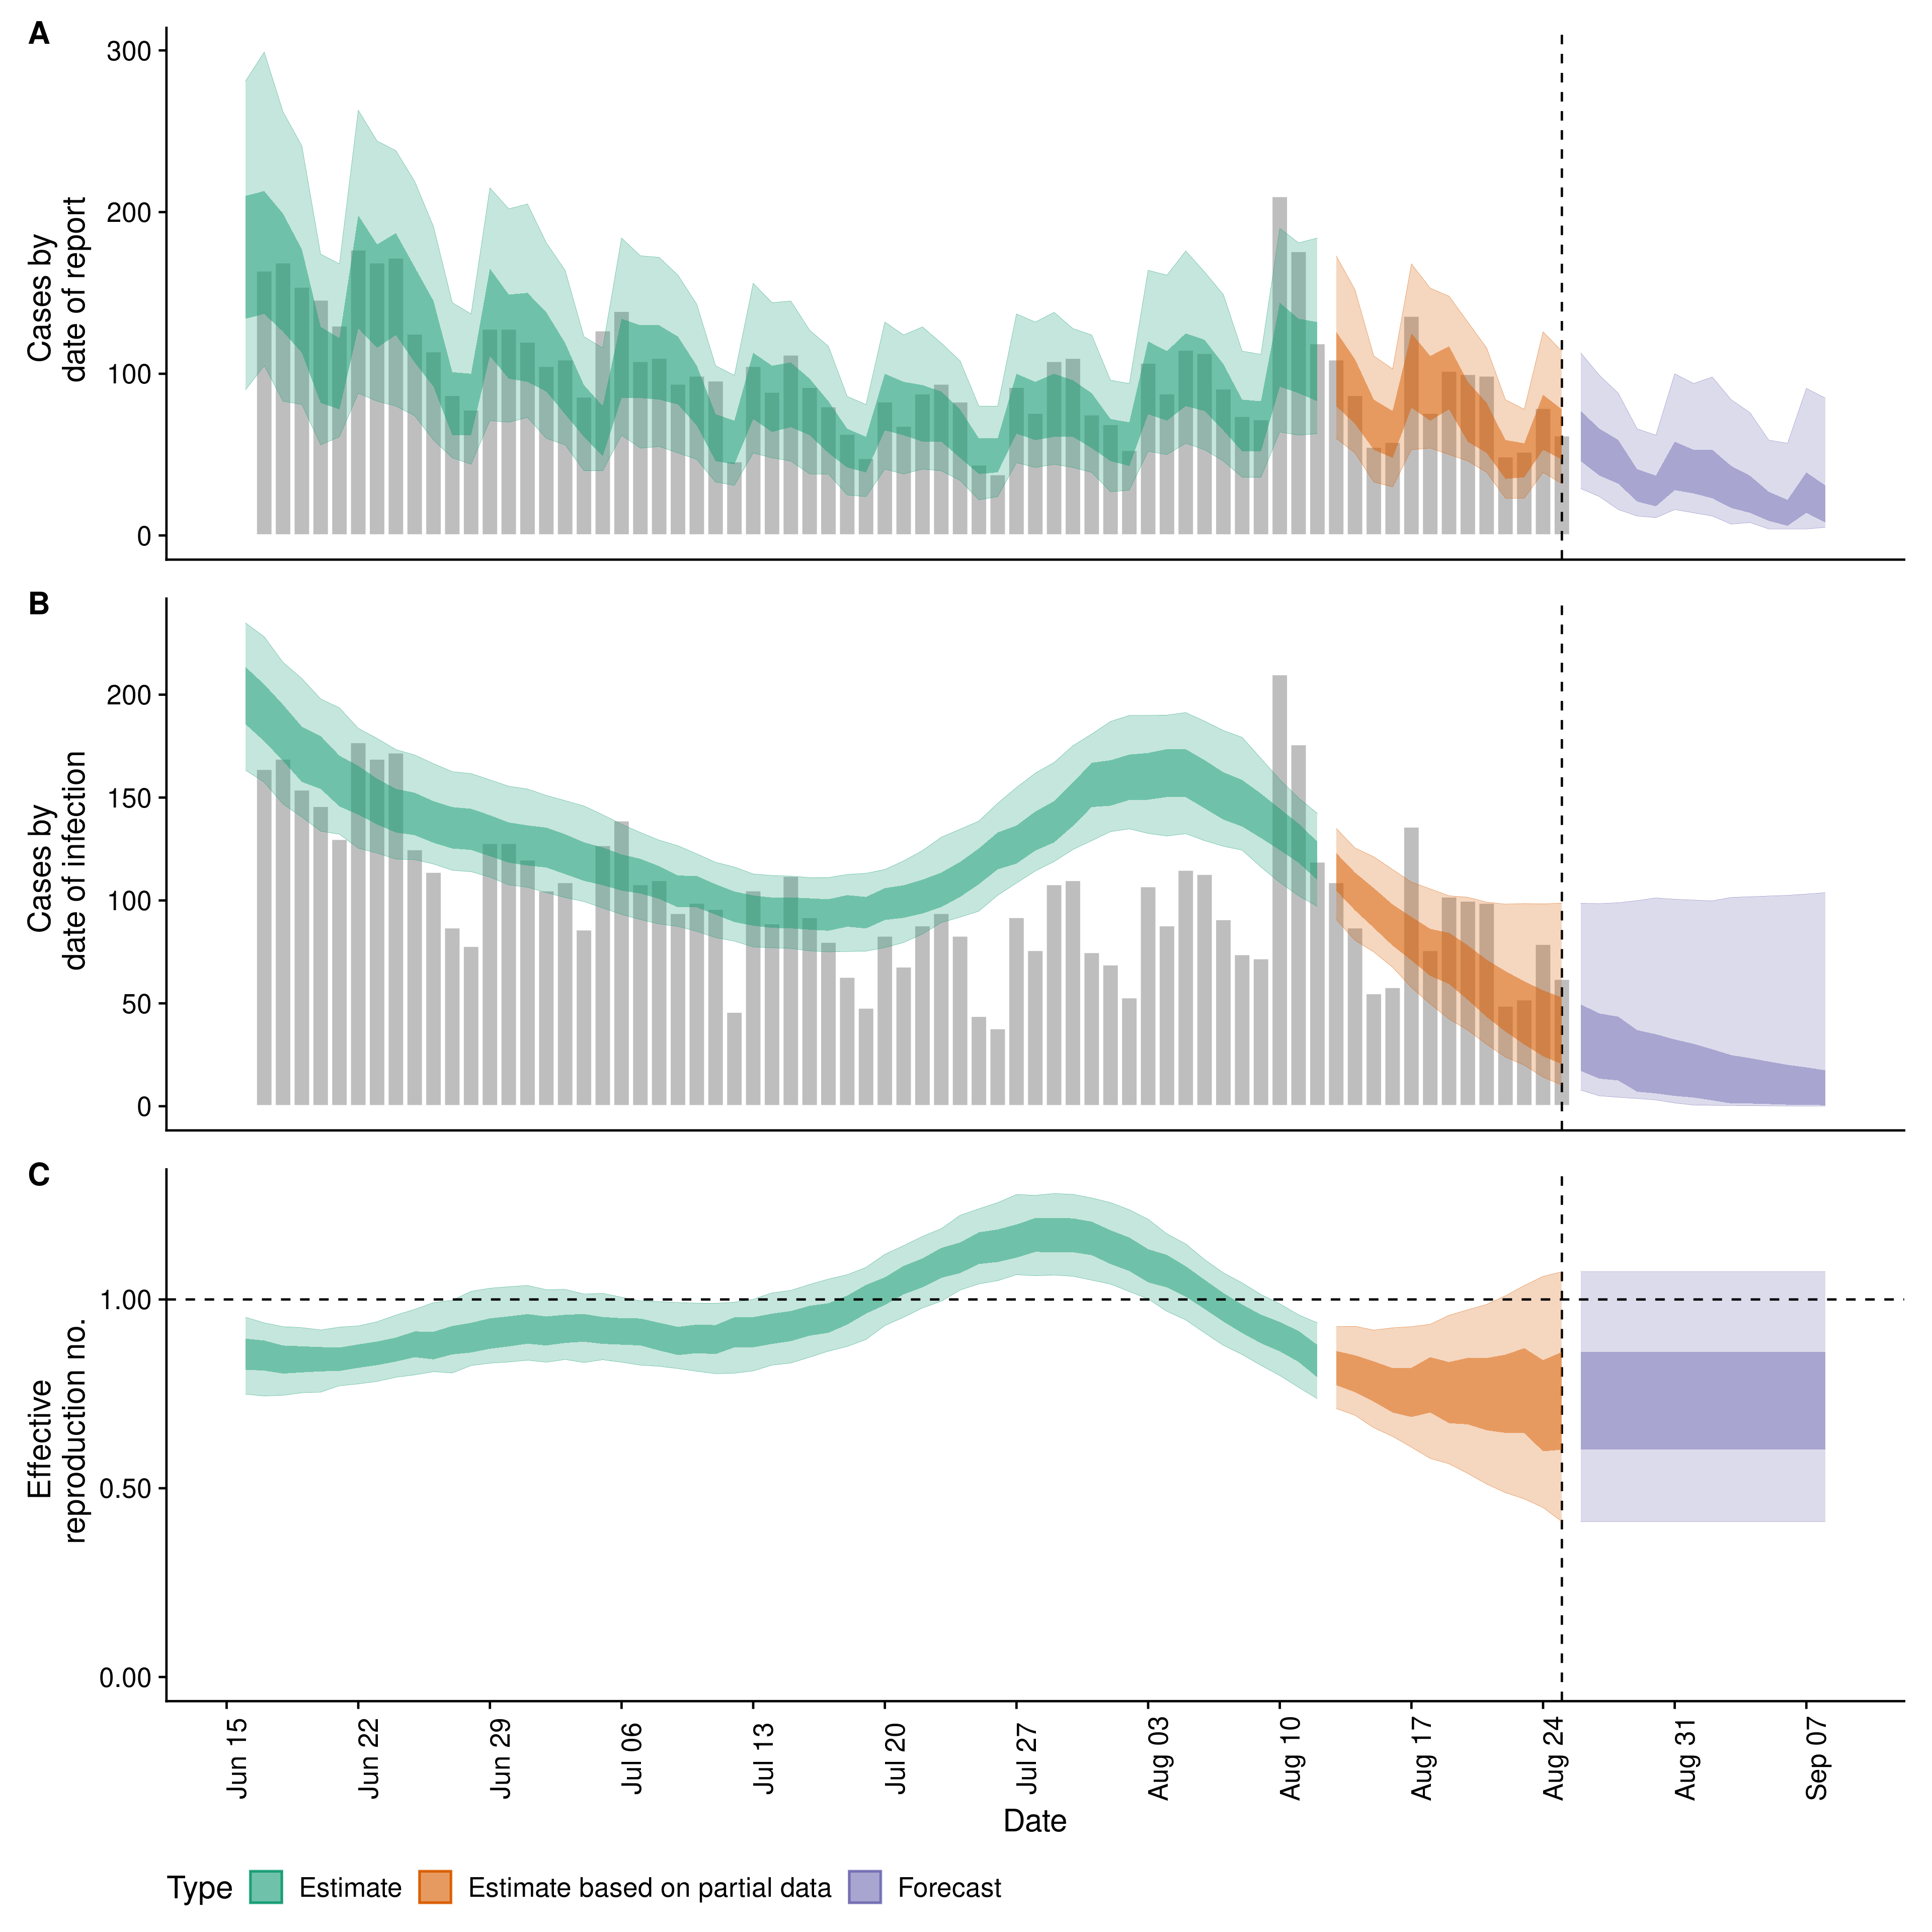 A
300
200
100
0
Cases by
date of report
B
200
150
100
50
0
Cases by
date of infection
C
1.00
0.50
0.00
Effective
reproduction no.
Jun 15
Jun 22
Jun 29
Jul 06
Jul 13
Jul 20
Jul 27
Aug 03
Aug 10
Aug 17
Aug 24
Aug 31
Sep 07
Date
Type Estimate Estimate based on partial data Forecast